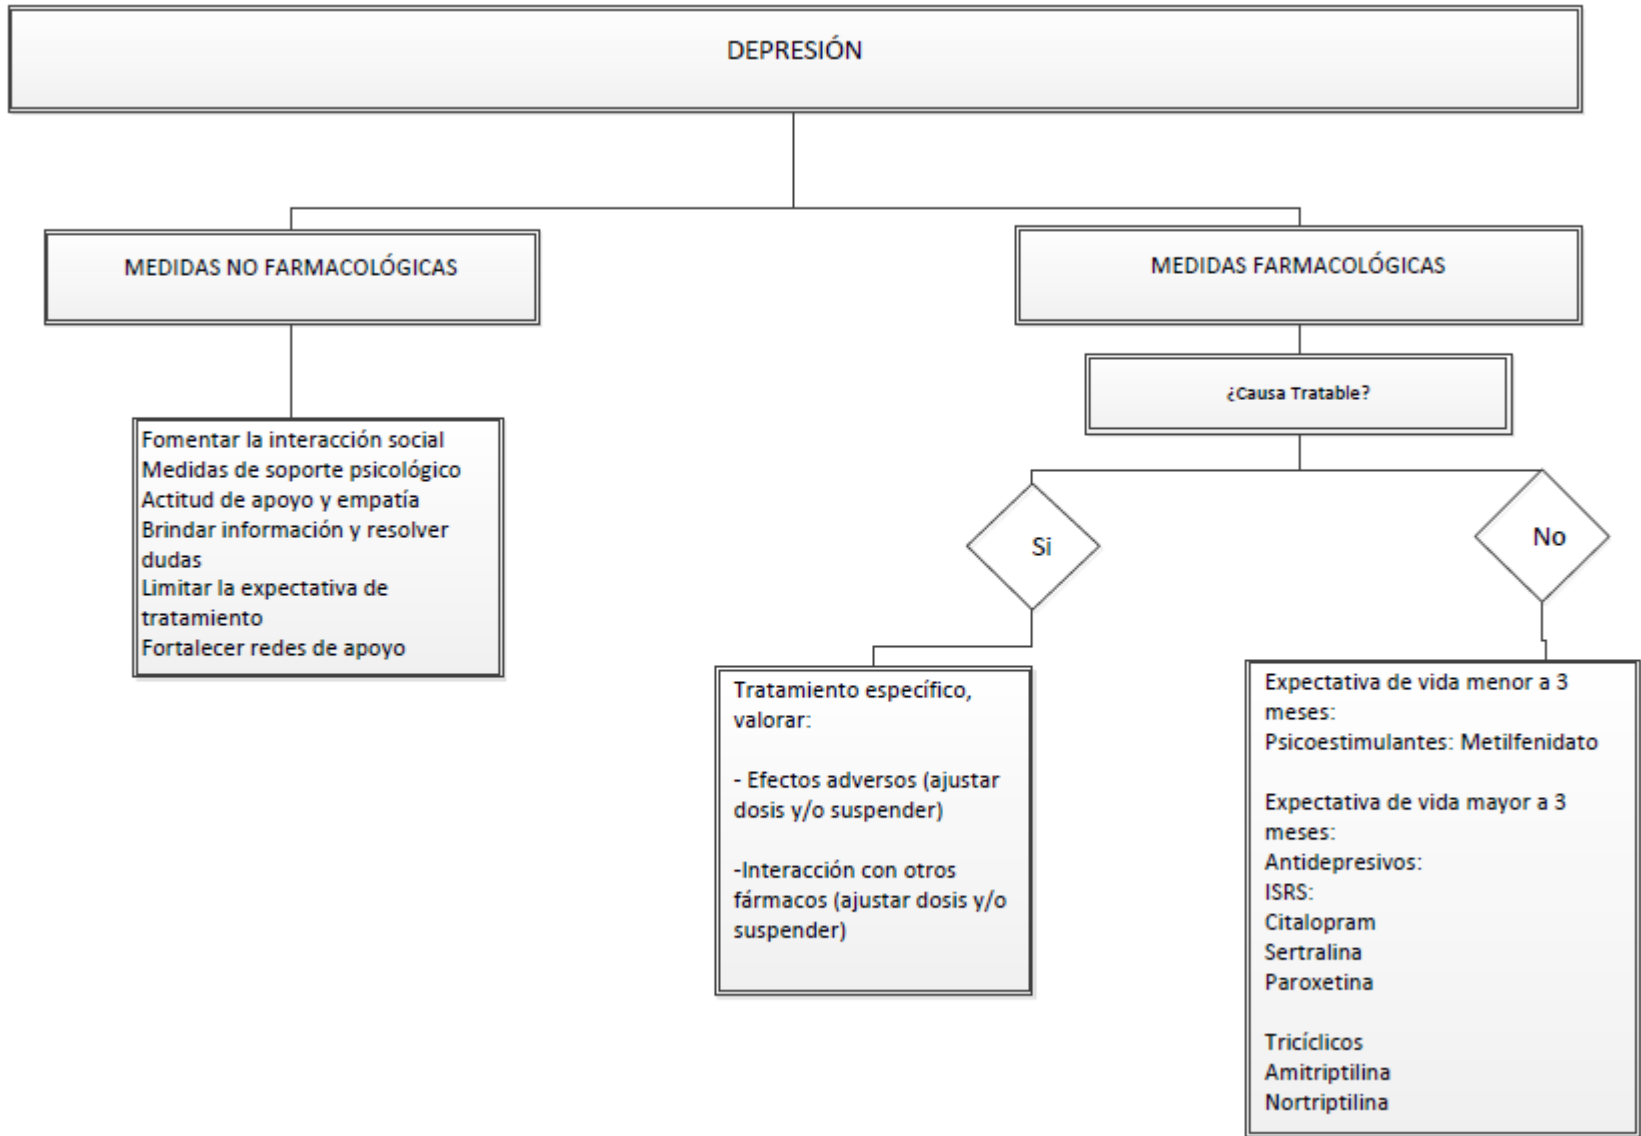 DEPRESIÓN
MEDIDAS NO FARMACOLÓGICAS
Fomentar la interacción social
Medidas de soporte psicológico
Actitud de apoyo y empatía
Brindar información y resolver
dudas
Limitar la expectativa de
tratamiento
Fortalecer redes de apoyo
MEDIDAS FARMACOLÓGICAS
¿Causa Tratable?
Si
Tratamiento específico,
valorar:
- Efectos adversos (ajustar
dosis y/o suspender)
-Interacción con otros
fármacos (ajustar dosis y/o
suspender)
No
Expectativa de vida menor a 3
meses:
Psicoestimulantes: Metilfenidato
Expectativa de vida mayor a 3
meses:
Antidepresivos:
ISRS:
Citalopram
Sertralina
Paroxetina
Tricíclicos
Amitriptilina
Nortriptilina